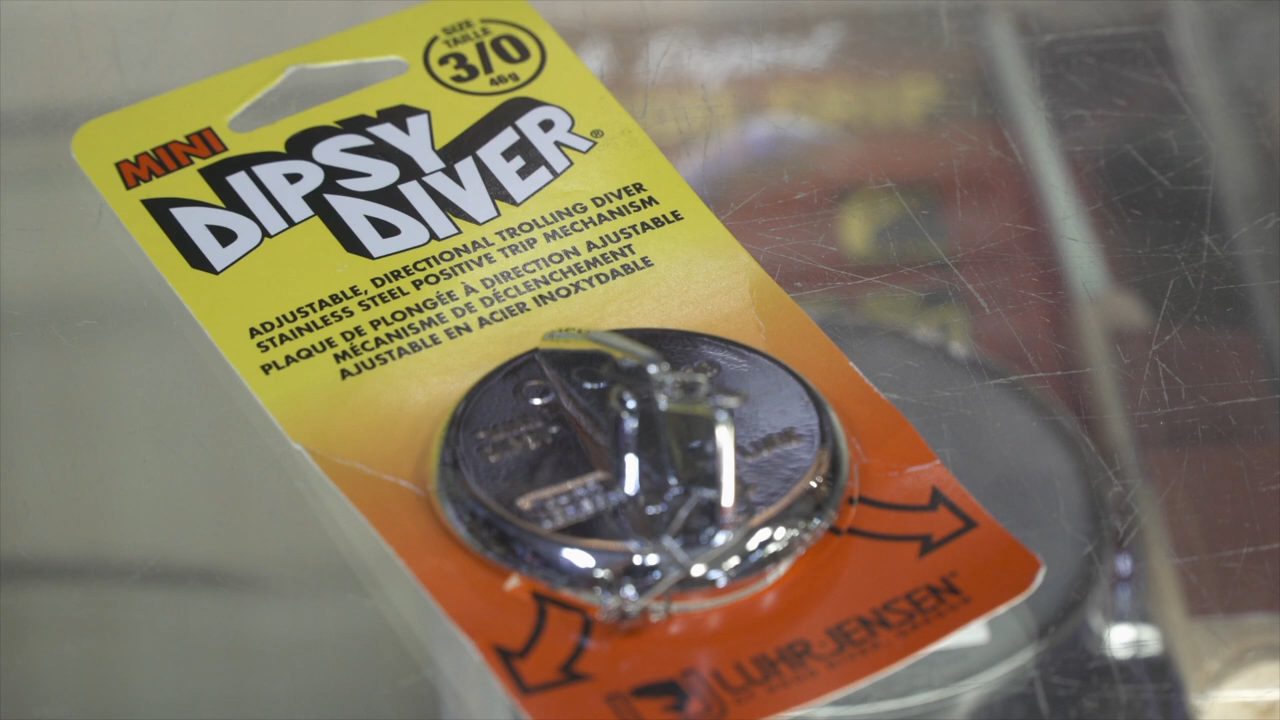 SIZE
TAILLE
3/0
46g
MINI
DIPSY
DIVER®
ADJUSTABLE, DIRECTIONAL TROLLING DIVER
STAINLESS STEEL POSITIVE TRIP MECHANISM
PLAQUE DE PLONGÉE À DIRECTION AJUSTABLE
MÉCANISME DE DÉCLENCHEMENT
AJUSTABLE EN ACIER INOXYDABLE
LUHR-JENSEN®